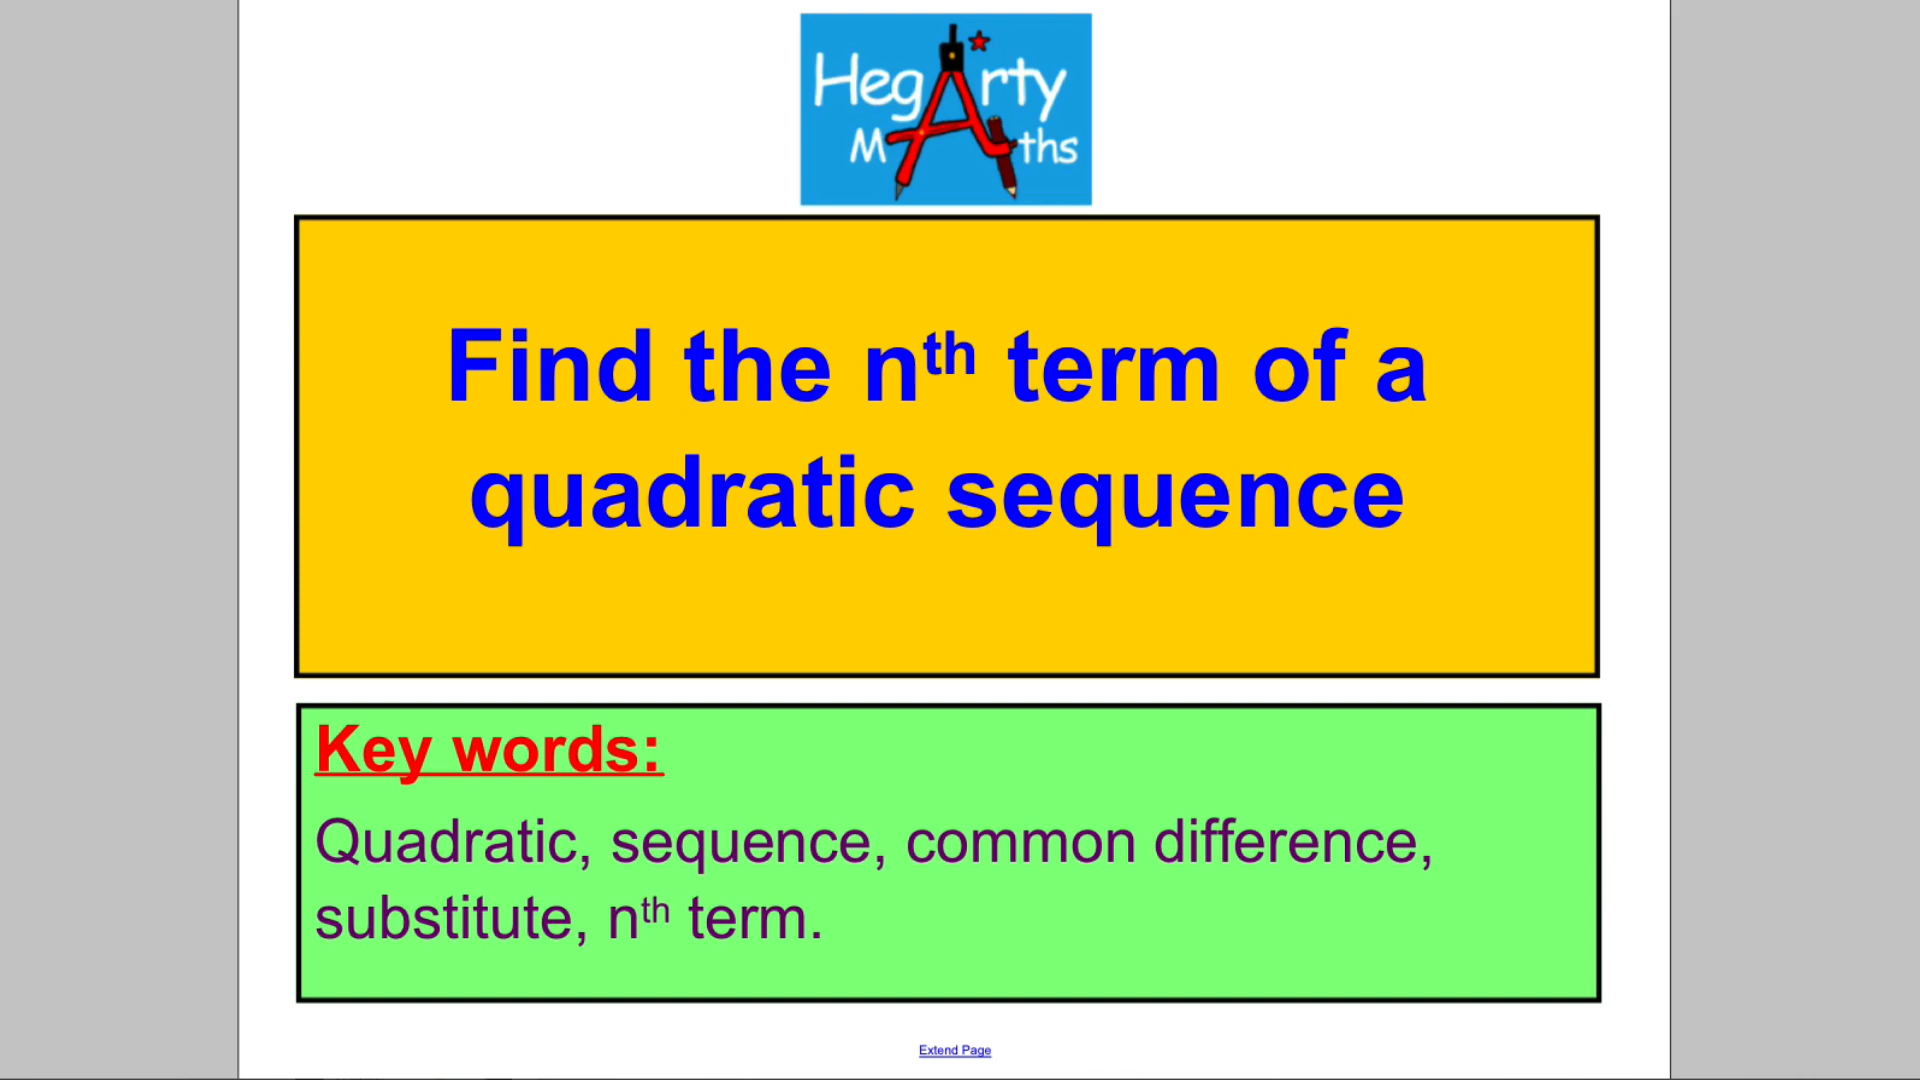 HegArty
MAths
Find the nth term of a
quadratic sequence
Key words:
Quadratic, sequence, common difference,
substitute, nth term.
Extend Page